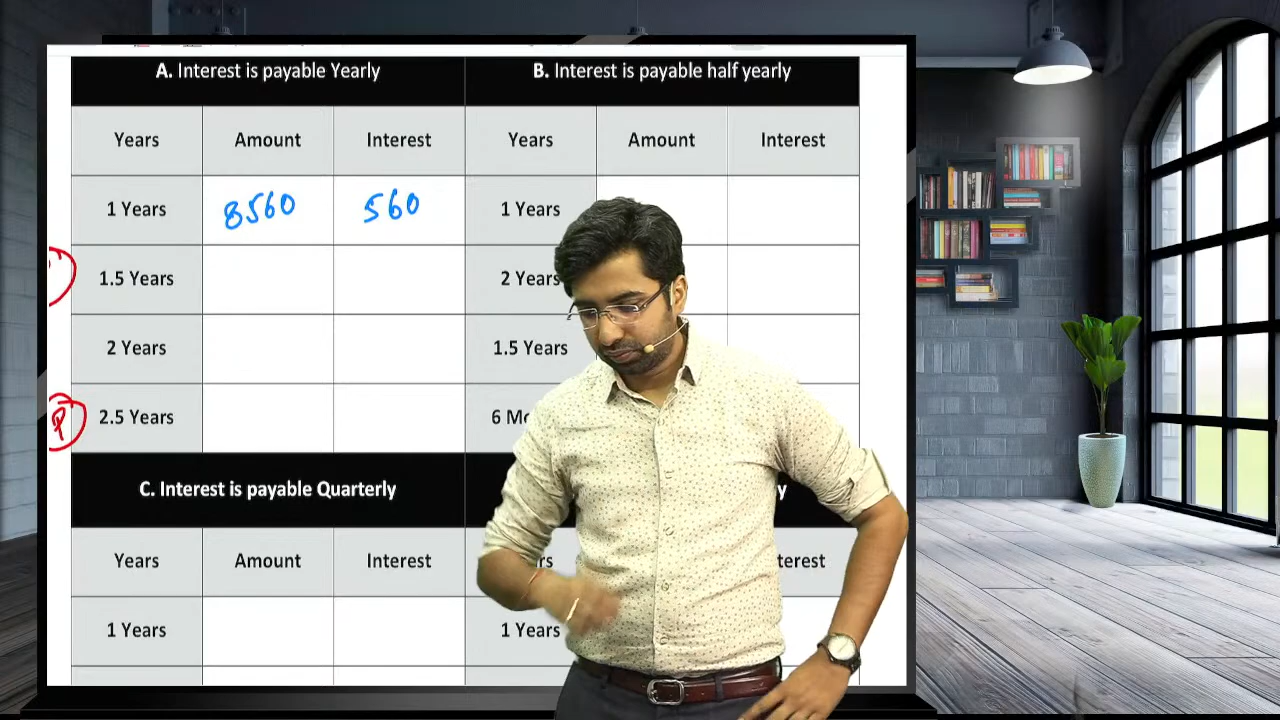 A. Interest is payable Yearly B. Interest is payable half yearly
Years Amount Interest Years Amount Interest
1 Years 8560 560 1 Years
1.5 Years 2 Years
2 Years 1.5 Years
P 2.5 Years 6
C. Interest is payable Quarterly
Years Amount Interest
1 Years 1 Years